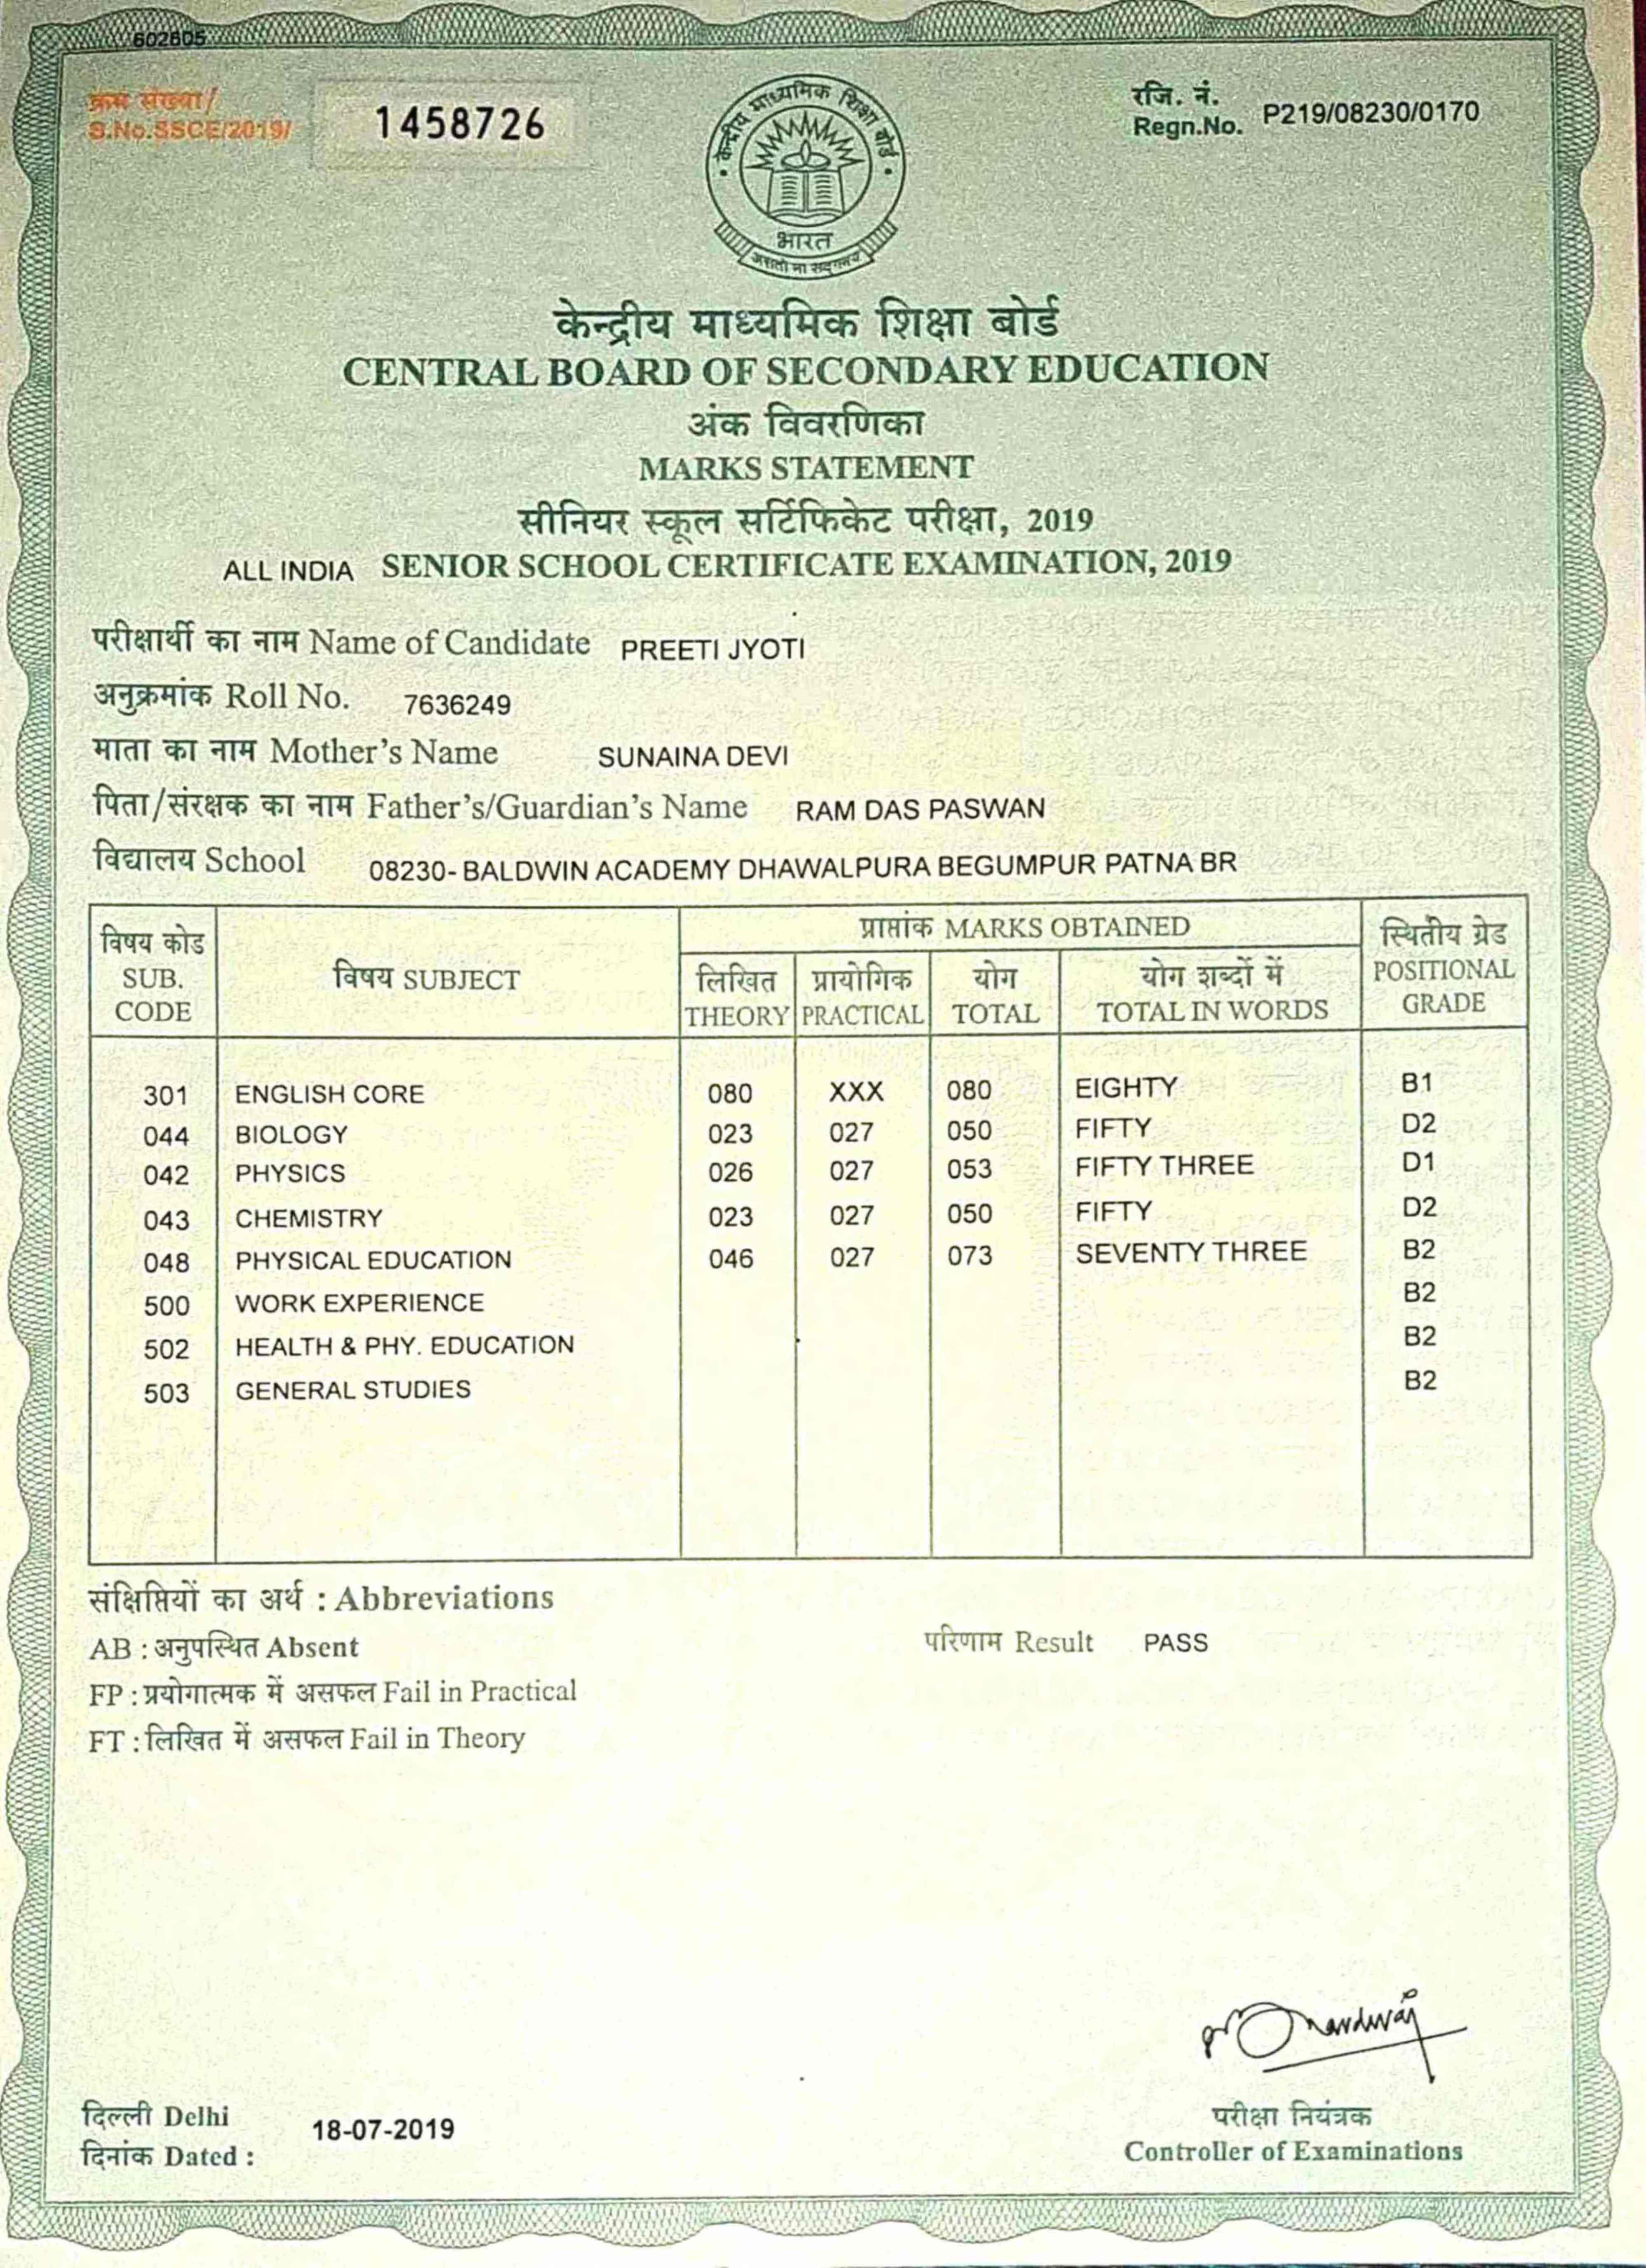 602605
क्रम संख्या/
S.No.SSCE/2019/ 1458726
केन्द्रीय माध्यमिक शिक्षा बोर्ड
भारत
असतो मा सद्गमय
रजि. नं.
Regn.No. P219/08230/0170
केन्द्रीय माध्यमिक शिक्षा बोर्ड
CENTRAL BOARD OF SECONDARY EDUCATION
अंक विवरणिका
MARKS STATEMENT
सीनियर स्कूल सर्टिफिकेट परीक्षा, 2019
ALL INDIA SENIOR SCHOOL CERTIFICATE EXAMINATION, 2019
परीक्षार्थी का नाम Name of Candidate PREETI JYOTI
अनुक्रमांक Roll No. 7636249
माता का नाम Mother's Name SUNAINA DEVI
पिता/संरक्षक का नाम Father's/Guardian's Name RAM DAS PASWAN
विद्यालय School 08230- BALDWIN ACADEMY DHAWALPURA BEGUMPUR PATNA BR
विषय कोड SUB. CODE
विषय SUBJECT
प्राप्तांक MARKS OBTAINED
लिखित THEORY
प्रायोगिक PRACTICAL
योग TOTAL
योग शब्दों में TOTAL IN WORDS
स्थितीय ग्रेड POSITIONAL GRADE
301 ENGLISH CORE 080 XXX 080 EIGHTY B1
044 BIOLOGY 023 027 050 FIFTY D2
042 PHYSICS 026 027 053 FIFTY THREE D1
043 CHEMISTRY 023 027 050 FIFTY D2
048 PHYSICAL EDUCATION 046 027 073 SEVENTY THREE B2
500 WORK EXPERIENCE B2
502 HEALTH & PHY. EDUCATION B2
503 GENERAL STUDIES B2
संक्षिप्तियों का अर्थ : Abbreviations
AB : अनुपस्थित Absent
परिणाम Result PASS
FP : प्रयोगात्मक में असफल Fail in Practical
FT : लिखित में असफल Fail in Theory
दिल्ली Delhi
दिनांक Dated : 18-07-2019
परीक्षा नियंत्रक
Controller of Examinations